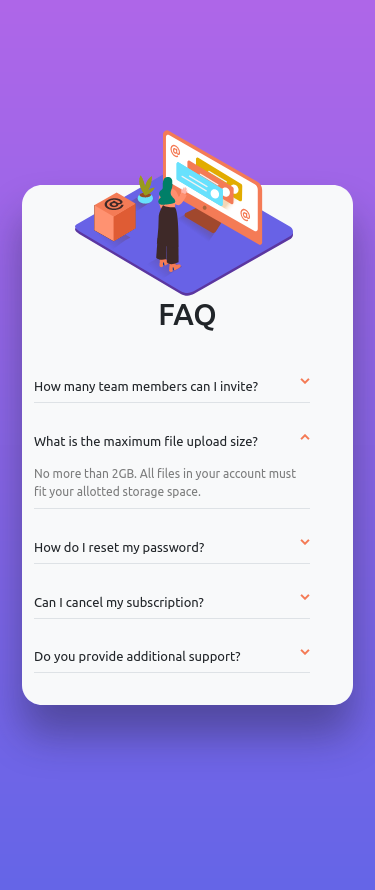 FAQ
How many team members can I invite?
What is the maximum file upload size?
No more than 2GB. All files in your account must
fit your allotted storage space.
How do I reset my password?
Can I cancel my subscription?
Do you provide additional support?